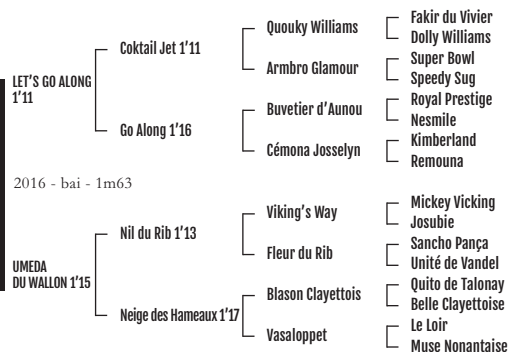 LET'S GO ALONG
1'11
Coktail Jet 1'11
Go Along 1'16
Quouky Williams
Armbro Glamour
Buvetier d'Aunou
Cémona Josselyn
Fakir du Vivier
Dolly Williams
Super Bowl
Speedy Sug
Royal Prestige
Nesmile
Kimberland
Remouna
2016 - bai - 1m63
UMEDA
DU WALLON 1'15
Nil du Rib 1'13
Neige des Hameaux 1'17
Viking's Way
Fleur du Rib
Blason Clayettois
Vasaloppet
Mickey Vicking
Josubie
Sancho Pança
Unité de Vandel
Quito de Talonay
Belle Clayettoise
Le Loir
Muse Nonantaise